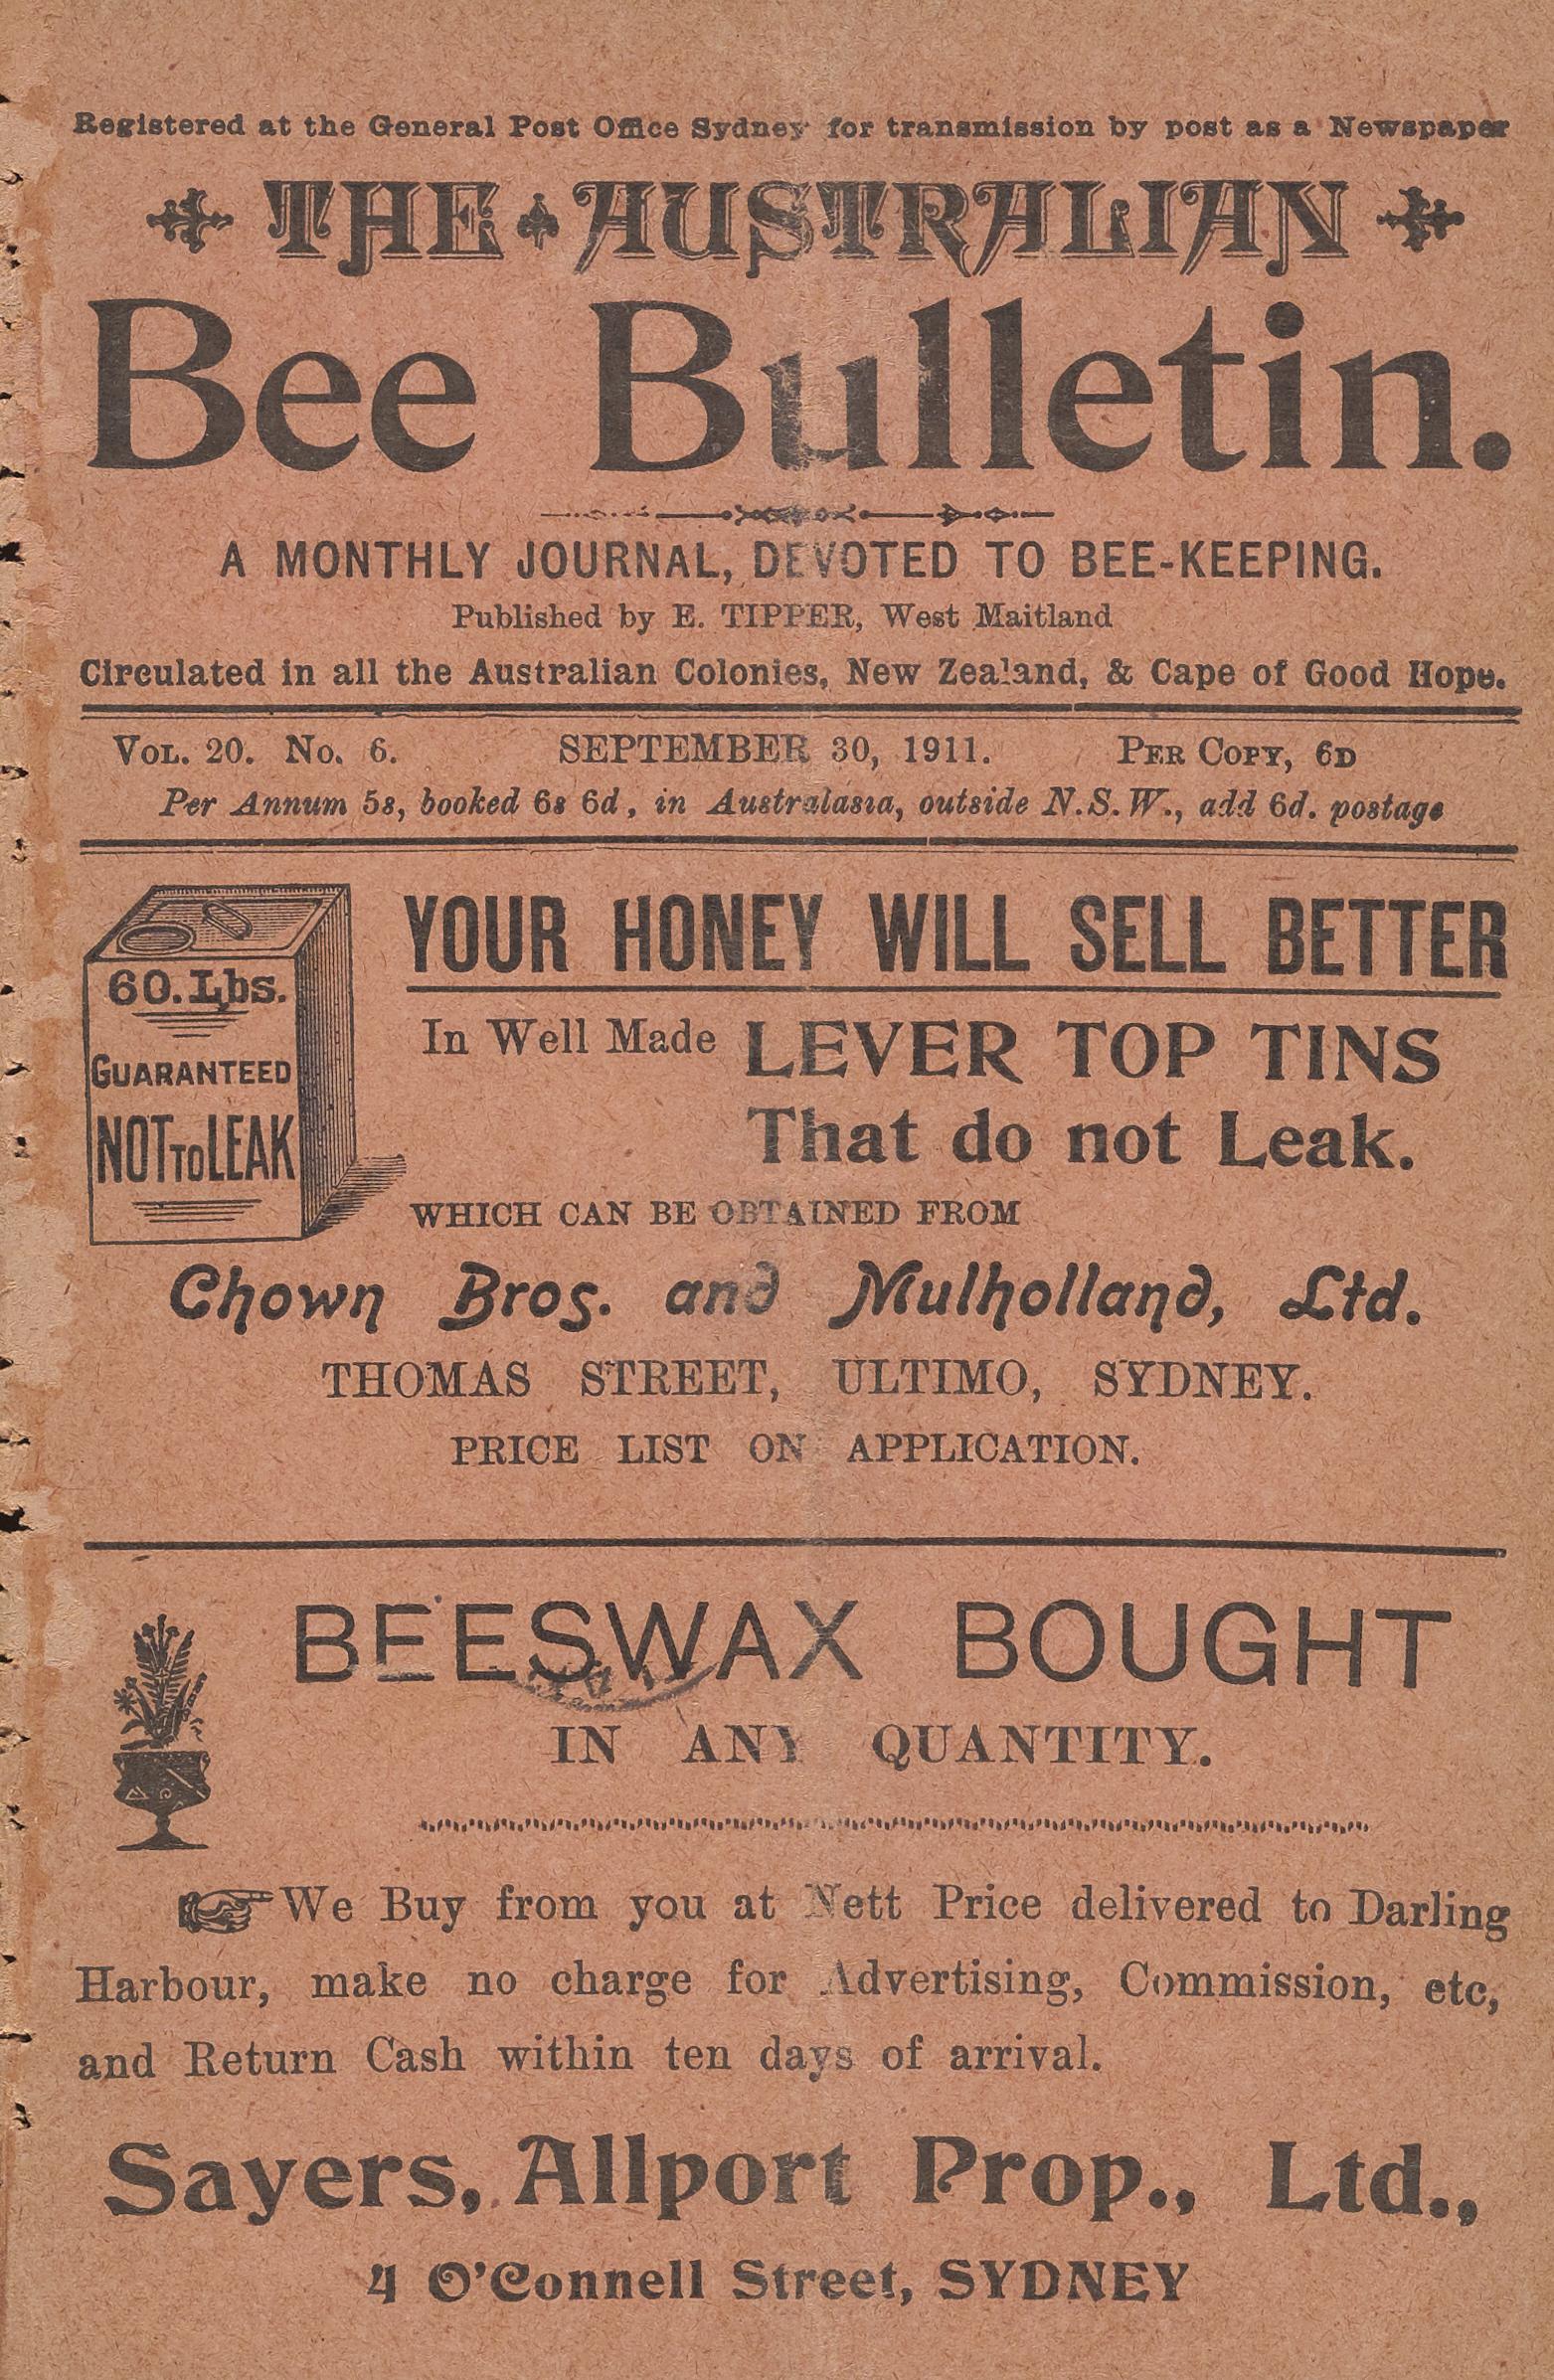 Registered at the General Post Office Sydney for transmission by post as a Newspaper
THE AUSTRALIAN
Bee Bulletin.
A MONTHLY JOURNAL, DEVOTED TO BEE-KEEPING.
Published by E. TIPPER, West Maitland
Circulated in all the Australian Colonies, New Zealand, & Cape of Good Hope.
VOL. 20. No. 6. SEPTEMBER 30, 1911. PER COPY, 6D
Per Annum 5s, booked 6s 6d, in Australasia, outside N.S.W., add 6d. postage
60.Lbs.
GUARANTEED
NOT TO LEAK
YOUR HONEY WILL SELL BETTER
In Well Made LEVER TOP TINS
That do not Leak.
WHICH CAN BE OBTAINED FROM
Chown Bros. and Mulholland, Ltd.
THOMAS STREET, ULTIMO, SYDNEY.
PRICE LIST ON APPLICATION.
BEESWAX BOUGHT
IN ANY QUANTITY.
We Buy from you at Nett Price delivered to Darling
Harbour, make no charge for Advertising, Commission, etc,
and Return Cash within ten days of arrival.
Sayers, Allport Prop., Ltd.,
4 O'Connell Street, SYDNEY